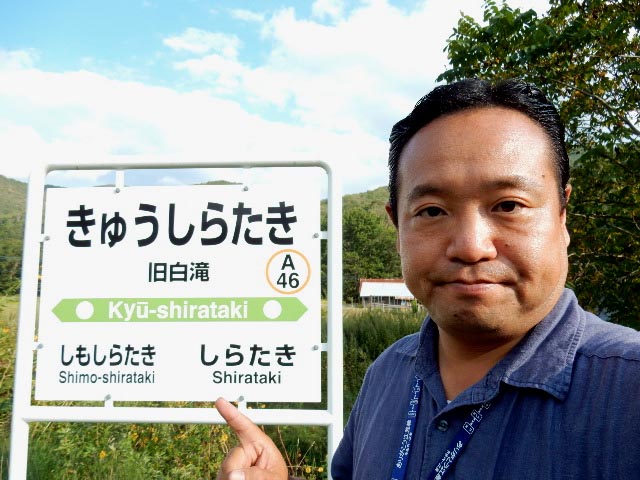 きゅうしらたき
旧白滝
A
46
Kyū-shirataki
しもしらたき
Shimo-shirataki
しらたき
Shirataki